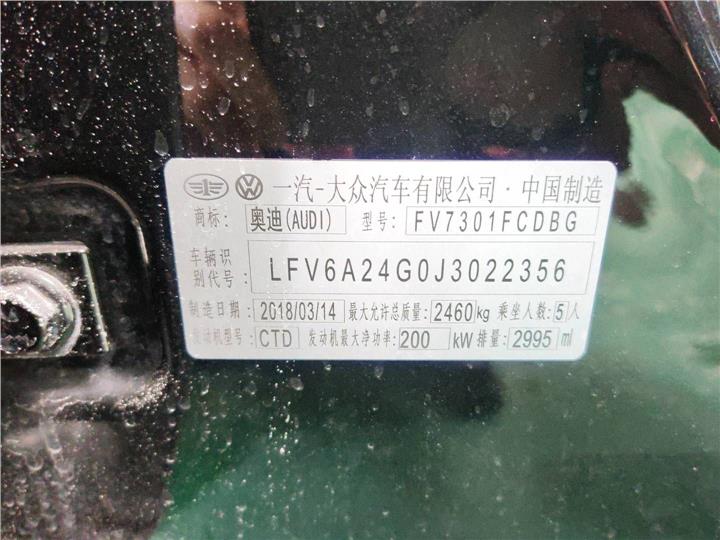 一汽-大众汽车有限公司·中国制造
商标: 奥迪(AUDI) 型号: FV7301FCDBG
车辆识
别代号: LFV6A24G0J3022356
制造日期: 2018/03/14 最大允许总质量: 2460kg 乘坐人数: 5人
发动机型号: CTD 发动机最大净功率: 200 kW 排量: 2995 ml